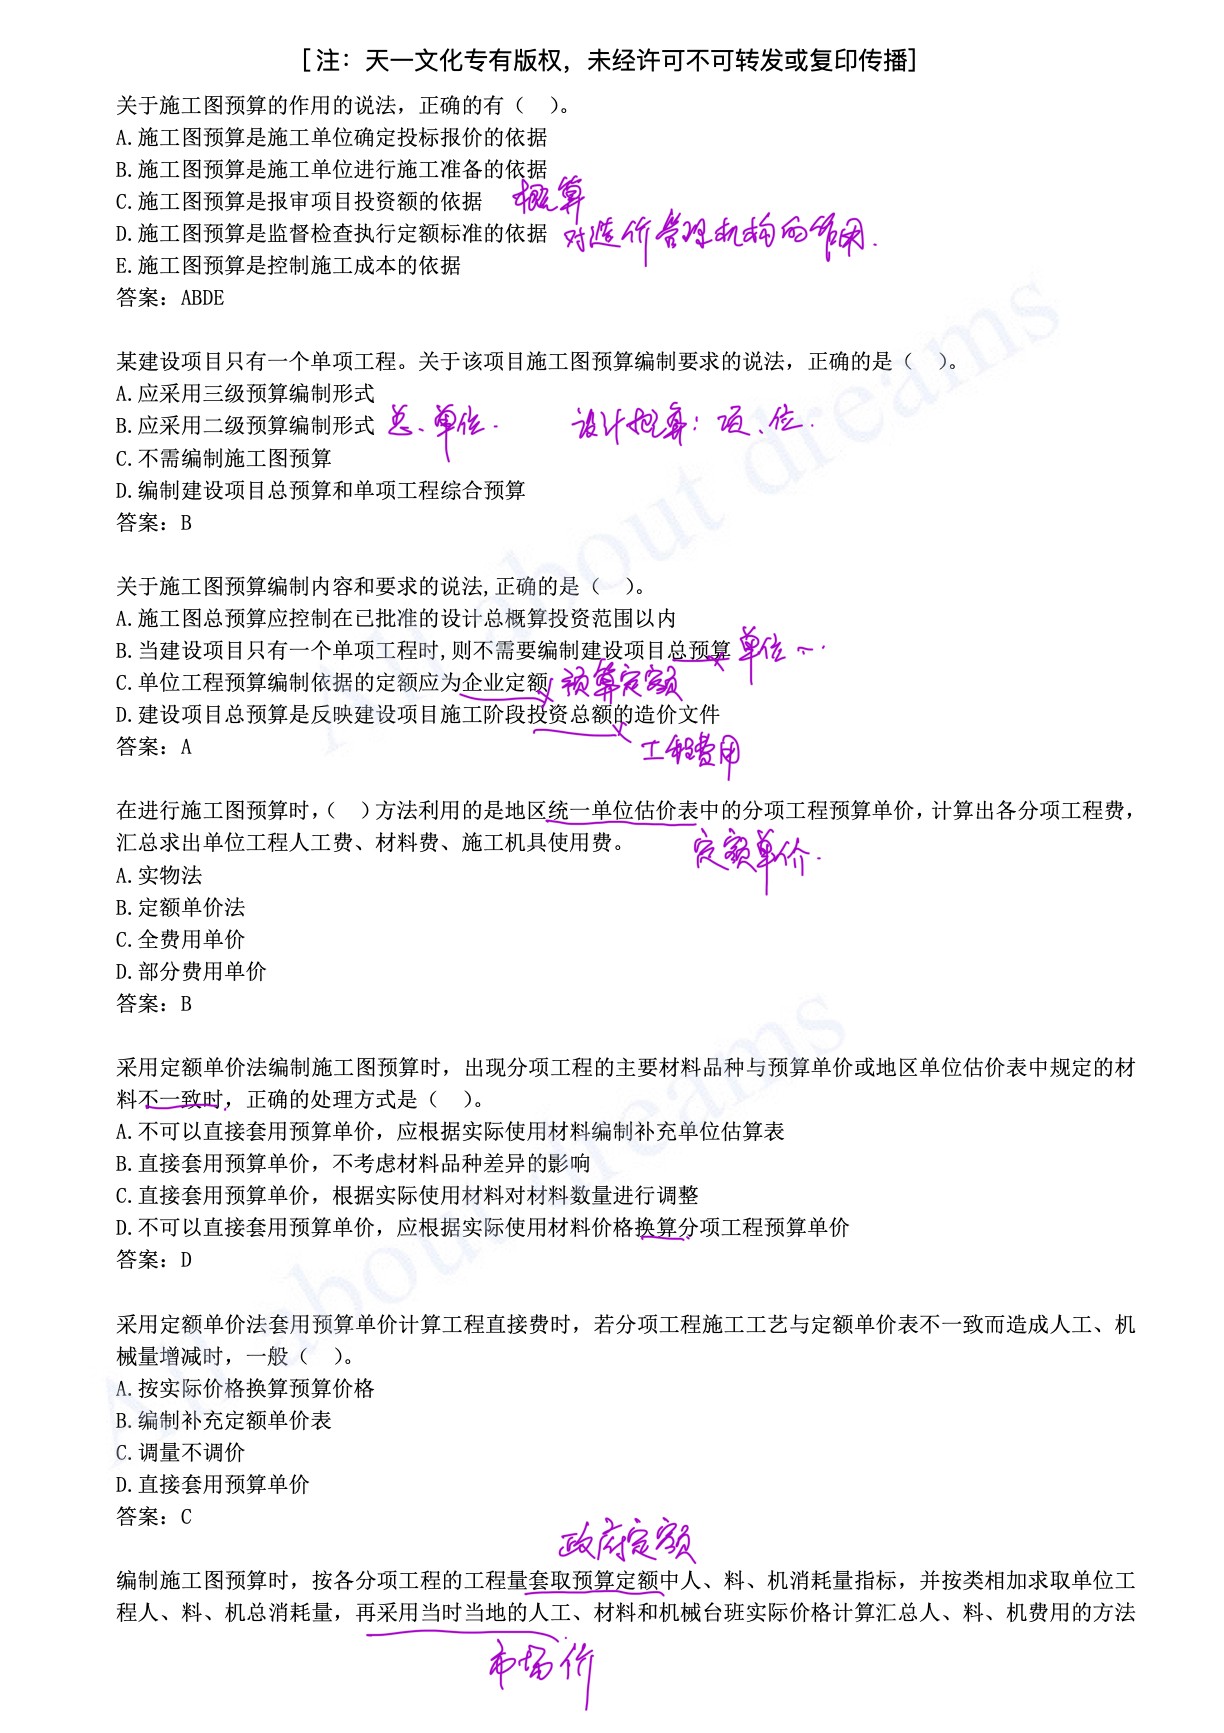 [注：天一文化专有版权，未经许可不可转发或复印传播]
关于施工图预算的作用的说法，正确的有（ ）。
A.施工图预算是施工单位确定投标报价的依据
B.施工图预算是施工单位进行施工准备的依据
C.施工图预算是报审项目投资额的依据 概算
D.施工图预算是监督检查执行定额标准的依据 对造价管理机构的作用.
E.施工图预算是控制施工成本的依据
答案：ABDE
某建设项目只有一个单项工程。关于该项目施工图预算编制要求的说法，正确的是（ ）。
A.应采用三级预算编制形式
B.应采用二级预算编制形式 总、单位. 设计概算：项、位.
C.不需编制施工图预算
D.编制建设项目总预算和单项工程综合预算
答案：B
关于施工图预算编制内容和要求的说法,正确的是（ ）。
A.施工图总预算应控制在已批准的设计总概算投资范围以内
B.当建设项目只有一个单项工程时,则不需要编制建设项目总预算 单位～..
C.单位工程预算编制依据的定额应为企业定额 预算定额
D.建设项目总预算是反映建设项目施工阶段投资总额的造价文件
答案：A 工程费用
在进行施工图预算时，（ ）方法利用的是地区统一单位估价表中的分项工程预算单价，计算出各分项工程费，
汇总求出单位工程人工费、材料费、施工机具使用费。 定额单价.
A.实物法
B.定额单价法
C.全费用单价
D.部分费用单价
答案：B
采用定额单价法编制施工图预算时，出现分项工程的主要材料品种与预算单价或地区单位估价表中规定的材
料不一致时，正确的处理方式是（ ）。
A.不可以直接套用预算单价，应根据实际使用材料编制补充单位估算表
B.直接套用预算单价，不考虑材料品种差异的影响
C.直接套用预算单价，根据实际使用材料对材料数量进行调整
D.不可以直接套用预算单价，应根据实际使用材料价格换算分项工程预算单价
答案：D
采用定额单价法套用预算单价计算工程直接费时，若分项工程施工工艺与定额单价表不一致而造成人工、机
械量增减时，一般（ ）。
A.按实际价格换算预算价格
B.编制补充定额单价表
C.调量不调价
D.直接套用预算单价
答案：C
政府定额
编制施工图预算时，按各分项工程的工程量套取预算定额中人、料、机消耗量指标，并按类相加求取单位工
程人、料、机总消耗量，再采用当时当地的人工、材料和机械台班实际价格计算汇总人、料、机费用的方法
市场价
All about dreams
All about dreams